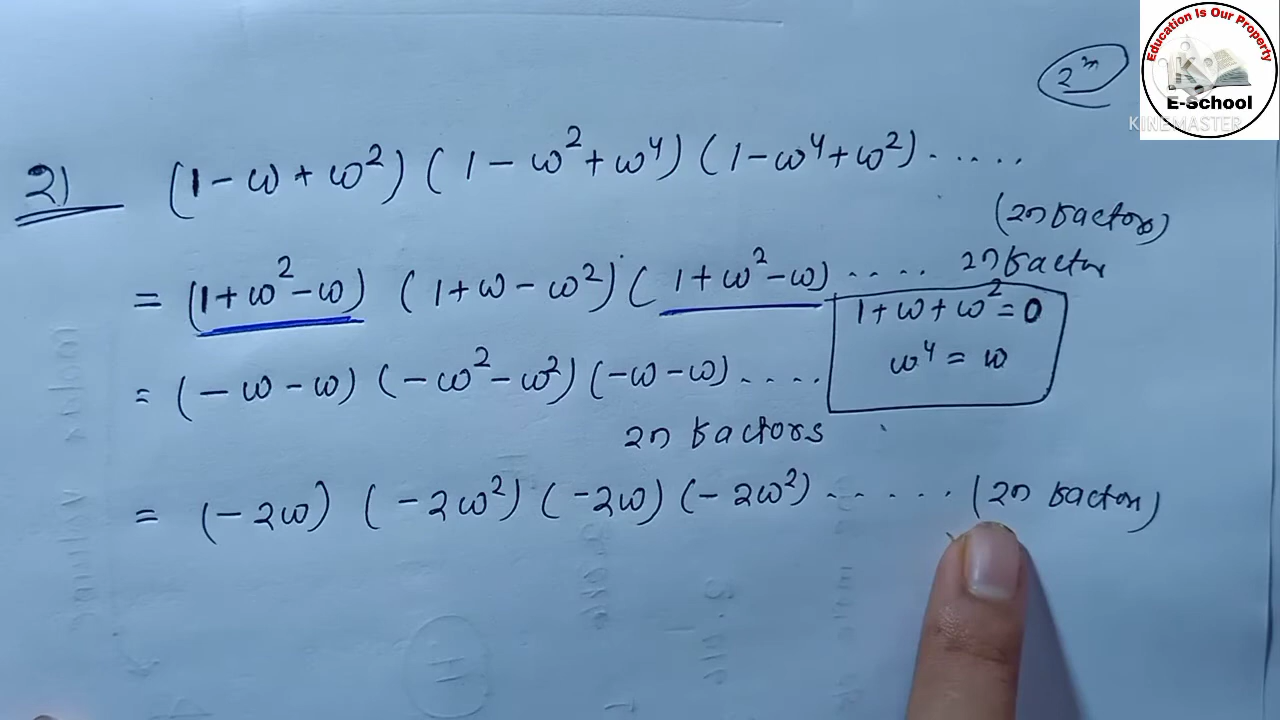 Education Is Our Property
K
E-School
KINEMASTER
2ⁿ
2) (1 - ω + ω²) (1 - ω² + ω⁴) (1 - ω⁴ + ω²) . . . . .
(2n factors)
= (1 + ω² - ω) (1 + ω - ω²) (1 + ω² - ω) . . . . 2n factor
1 + ω + ω² = 0
ω⁴ = ω
= (- ω - ω) (- ω² - ω²) (- ω - ω) . . . .
2n factors
= (- 2ω) (- 2ω²) (- 2ω) (- 2ω²) . . . . . . (2n factors)